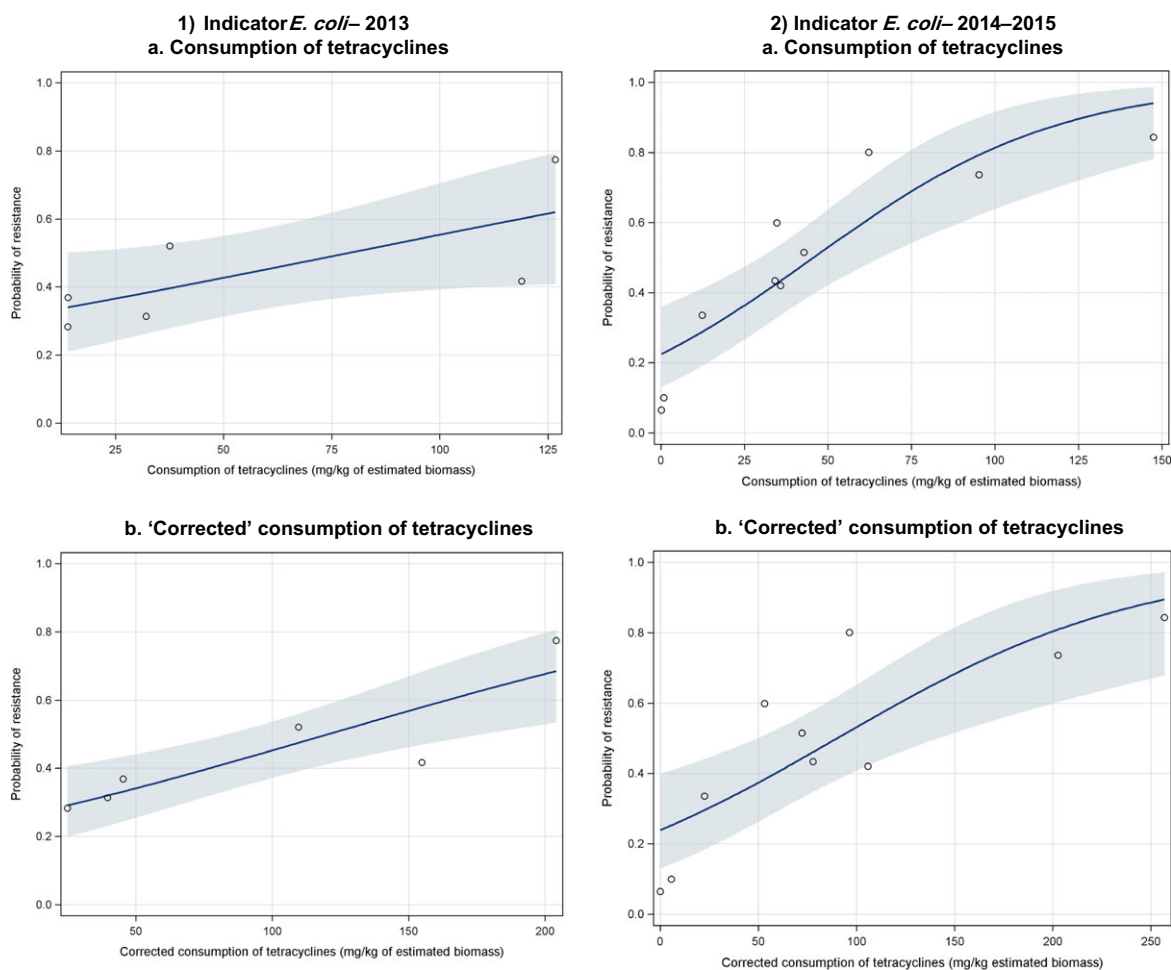 1) Indicator E. coli– 2013
a. Consumption of tetracyclines
1.0
0.8
0.6
0.4
0.2
0.0
Probability of resistance
25 50 75 100 125
Consumption of tetracyclines (mg/kg of estimated biomass)
2) Indicator E. coli– 2014–2015
a. Consumption of tetracyclines
1.0
0.8
0.6
0.4
0.2
0.0
Probability of resistance
0 25 50 75 100 125 150
Consumption of tetracyclines (mg/kg of estimated biomass)
b. ‘Corrected’ consumption of tetracyclines
1.0
0.8
0.6
0.4
0.2
0.0
Probability of resistance
50 100 150 200
Corrected consumption of tetracyclines (mg/kg of estimated biomass)
b. ‘Corrected’ consumption of tetracyclines
1.0
0.8
0.6
0.4
0.2
0.0
Probability of resistance
0 50 100 150 200 250
Corrected consumption of tetracyclines (mg/kg of estimated biomass)